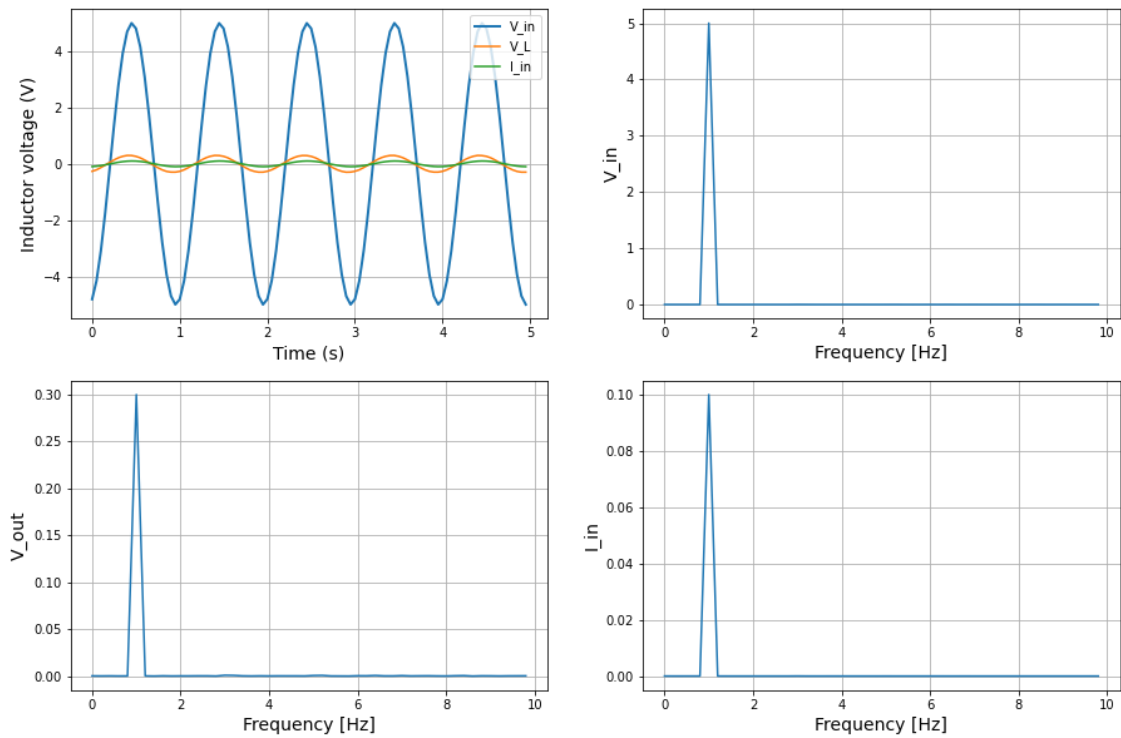 Inductor voltage (V)
4
2
0
−2
−4
V_in
V_L
I_in
0 1 2 3 4 5
Time (s)
V_in
5
4
3
2
1
0
0 2 4 6 8 10
Frequency [Hz]
V_out
0.30
0.25
0.20
0.15
0.10
0.05
0.00
0 2 4 6 8 10
Frequency [Hz]
I_in
0.10
0.08
0.06
0.04
0.02
0.00
0 2 4 6 8 10
Frequency [Hz]